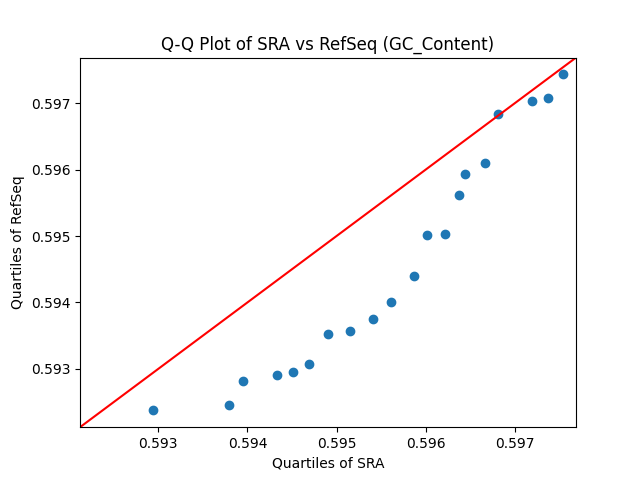 Q-Q Plot of SRA vs RefSeq (GC_Content)
Quartiles of RefSeq
0.597
0.596
0.595
0.594
0.593
0.593 0.594 0.595 0.596 0.597
Quartiles of SRA